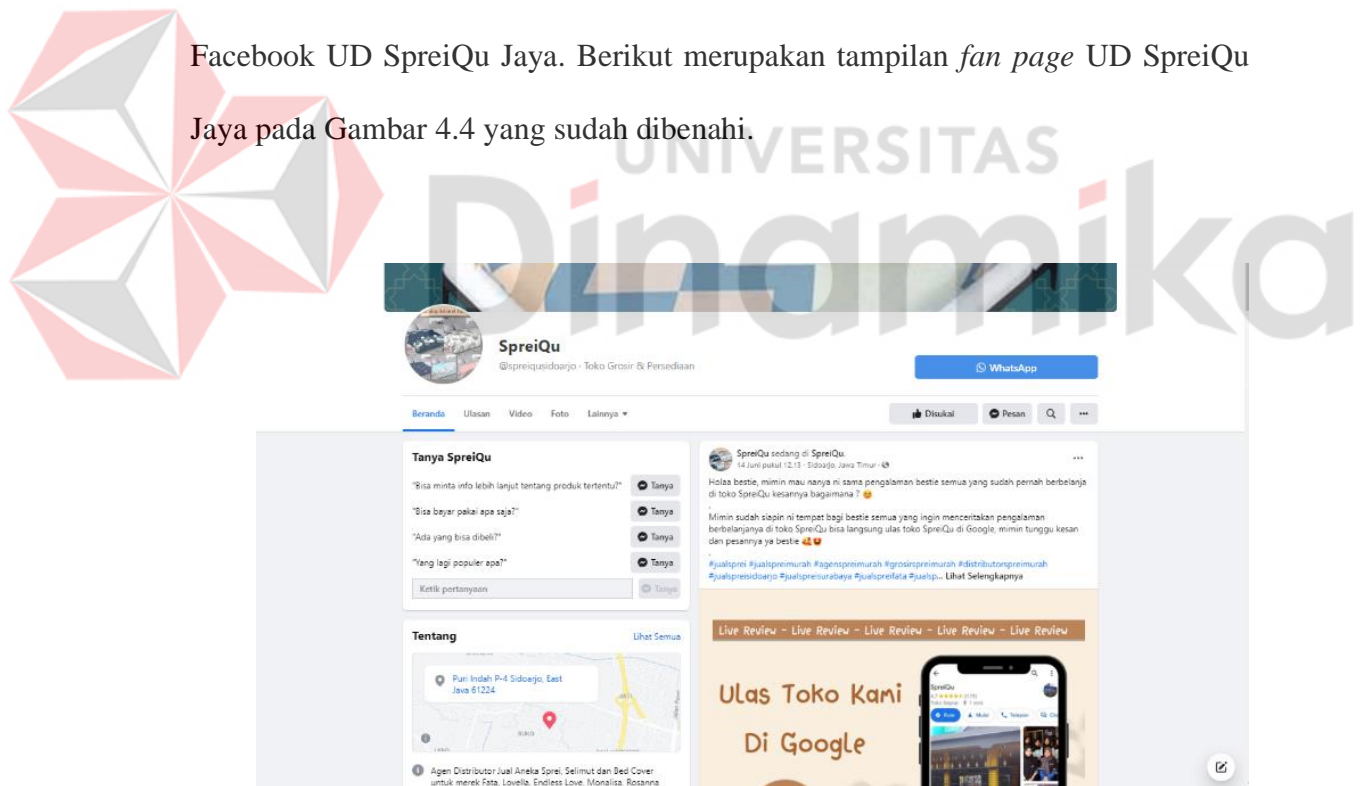 Facebook UD SpreiQu Jaya. Berikut merupakan tampilan fan page UD SpreiQu
Jaya pada Gambar 4.4 yang sudah dibenahi.
UNIVERSITAS
Dinamika
SpreiQu
@spreiqusidoarjo · Toko Grosir & Persediaan
WhatsApp
Beranda Ulasan Video Foto Lainnya
Disukai Pesan
Tanya SpreiQu
"Bisa minta info lebih lanjut tentang produk tertentu?" Tanya
"Bisa bayar pakai apa saja?" Tanya
"Ada yang bisa dibeli?" Tanya
"Yang lagi populer apa?" Tanya
Ketik pertanyaan Tanya
Tentang Lihat Semua
Puri Indah P-4 Sidoarjo, East
Java 61224
SUKO
Agen Distributor Jual Aneka Sprei, Selimut dan Bed Cover
untuk merek Fata, Lovella, Endless Love, Monalisa, Rosanna
SpreiQu sedang di SpreiQu.
14 Juni pukul 12.13 · Sidoarjo, Jawa Timur ·
Holaa bestie, mimin mau nanya ni sama pengalaman bestie semua yang sudah pernah berbelanja
di toko SpreiQu kesannya bagaimana ?
.
Mimin sudah siapin ni tempat bagi bestie semua yang ingin menceritakan pengalaman
berbelanjanya di toko SpreiQu bisa langsung ulas toko SpreiQu di Google, mimin tunggu kesan
dan pesannya ya bestie
.
#jualsprei #jualspreimurah #agenspreimurah #grosirspreimurah #distributorspreimurah
#jualspreisidoarjo #jualspreisurabaya #jualspreifata #jualsp... Lihat Selengkapnya
Live Review - Live Review - Live Review - Live Review - Live Review
Ulas Toko Kami
Di Google
SpreiQu
Rute Mulai Telepon